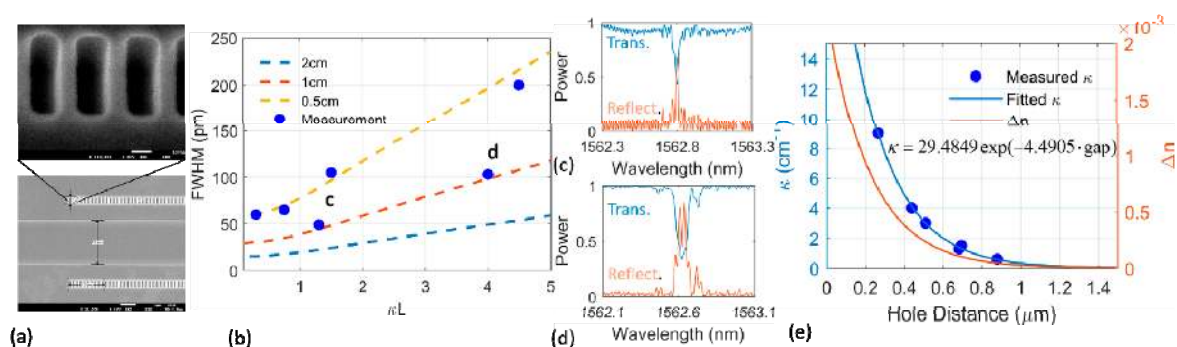 (a)
(b)
250
200
150
100
50
0
FWHM (pm)
2cm
1cm
0.5cm
Measurement
c
d
1 2 3 4 5
κL
(c)
1
0.5
0
Power
Trans.
Reflect.
1562.3 1562.8 1563.3
Wavelength (nm)
(d)
1
0.5
0
Power
Trans.
Reflect.
1562.1 1562.6 1563.1
Wavelength (nm)
(e)
14
12
10
8
6
4
2
0
κ (cm⁻¹)
×10⁻³
2
1.5
1
0.5
0
Δn
Measured κ
Fitted κ
Δn
κ = 29.4849 exp(−4.4905·gap)
0 0.2 0.4 0.6 0.8 1 1.2 1.4
Hole Distance (μm)